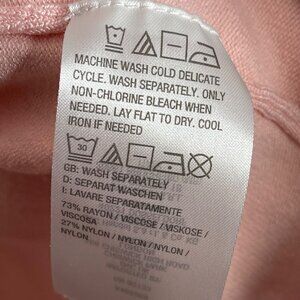 MACHINE WASH COLD DELICATE
CYCLE. WASH SEPARATELY. ONLY
NON-CHLORINE BLEACH WHEN
NEEDED. LAY FLAT TO DRY. COOL
IRON IF NEEDED
30
GB: WASH SEPARATELY
D: SEPARAT WASCHEN
I: LAVARE SEPARATAMENTE
73% RAYON / VISCOSE / VISKOSE /
VISCOSA
27% NYLON / NYLON / NYLON /
NYLON